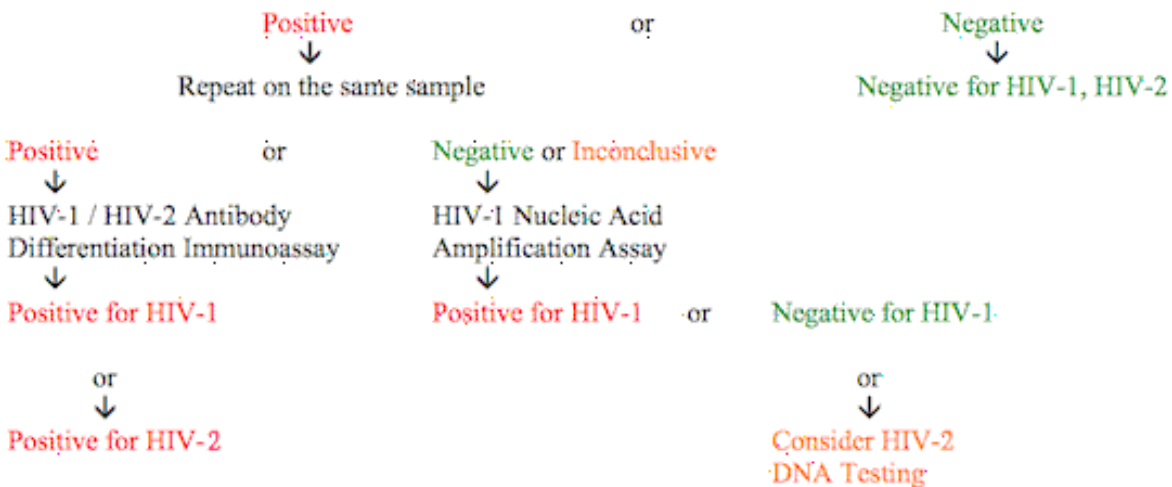 Positive or Negative
↓ ↓
Repeat on the same sample Negative for HIV-1, HIV-2
Positive or Negative or Inconclusive
↓ ↓
HIV-1 / HIV-2 Antibody HIV-1 Nucleic Acid
Differentiation Immunoassay Amplification Assay
↓ ↓
Positive for HIV-1 Positive for HIV-1 or Negative for HIV-1
or or
↓ ↓
Positive for HIV-2 Consider HIV-2
DNA Testing